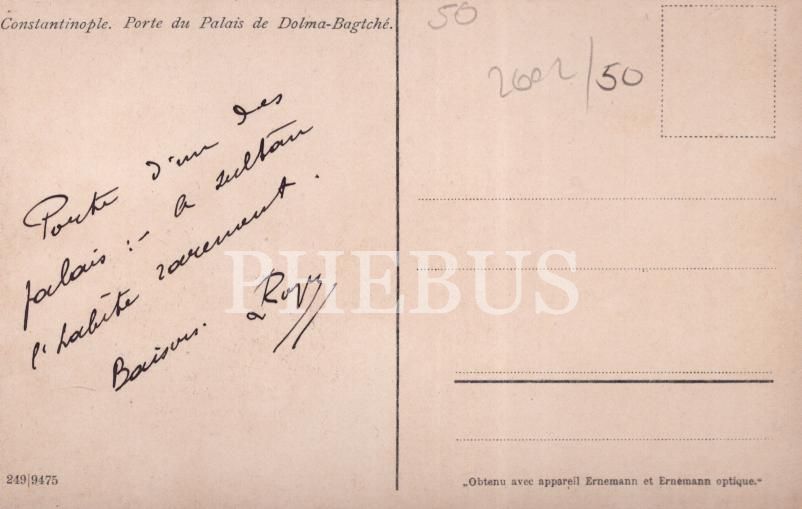 Constantinople. Porte du Palais de Dolma-Bagtché.
50
2602/50
Porte d'un des
palais :- le sultan
l'habite rarement.
Baisers.
PHEBUS
249|9475
„Obtenu avec appareil Ernemann et Ernemann optique.“